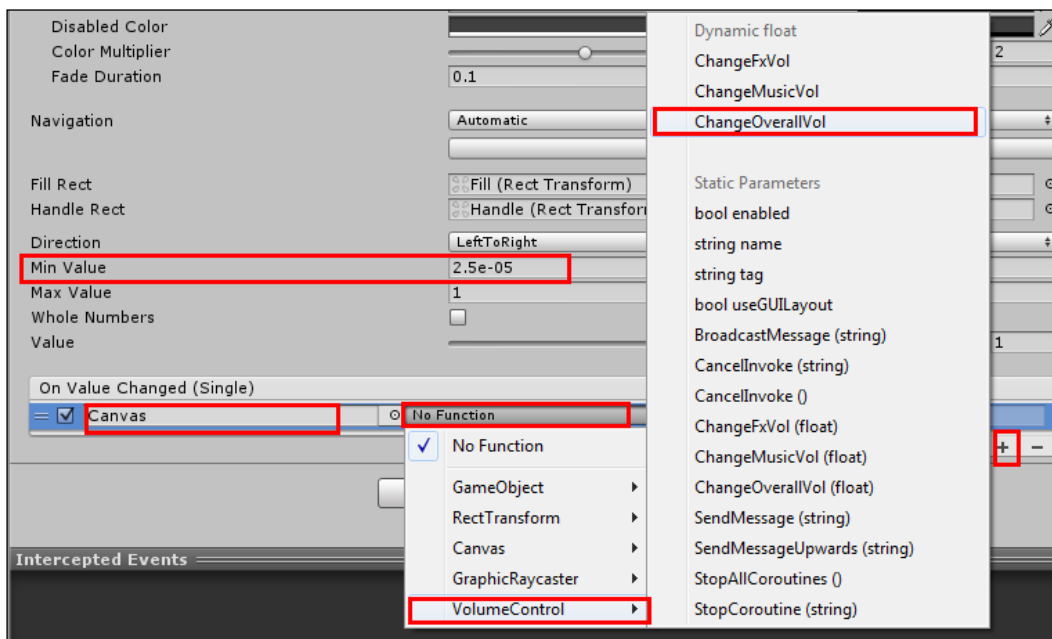 Disabled Color
Color Multiplier
2
Fade Duration
0.1
Navigation
Automatic
Fill Rect
Fill (Rect Transform)
Handle Rect
Handle (Rect Transfor
Direction
LeftToRight
Min Value
2.5e-05
Max Value
1
Whole Numbers
Value
1
On Value Changed (Single)
Canvas
No Function
+ -
No Function
GameObject
RectTransform
Canvas
GraphicRaycaster
VolumeControl
Dynamic float
ChangeFxVol
ChangeMusicVol
ChangeOverallVol
Static Parameters
bool enabled
string name
string tag
bool useGUILayout
BroadcastMessage (string)
CancelInvoke (string)
CancelInvoke ()
ChangeFxVol (float)
ChangeMusicVol (float)
ChangeOverallVol (float)
SendMessage (string)
SendMessageUpwards (string)
StopAllCoroutines ()
StopCoroutine (string)
Intercepted Events